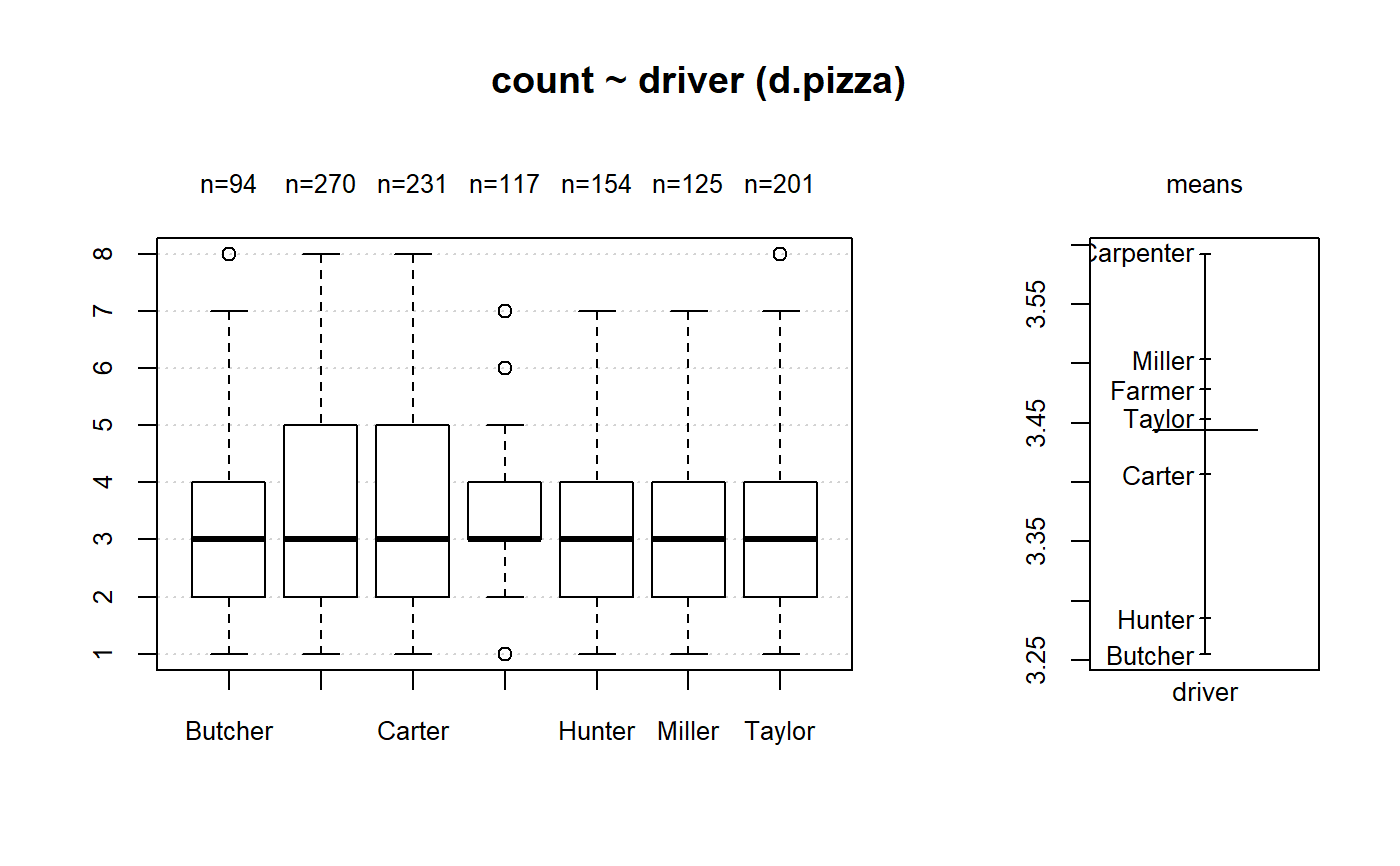 count ~ driver (d.pizza)
n=94 n=270 n=231 n=117 n=154 n=125 n=201
8
7
6
5
4
3
2
1
Butcher Carter Hunter Miller Taylor
means
3.55
3.45
3.35
3.25
Carpenter
Miller
Farmer
Taylor
Carter
Hunter
Butcher
driver